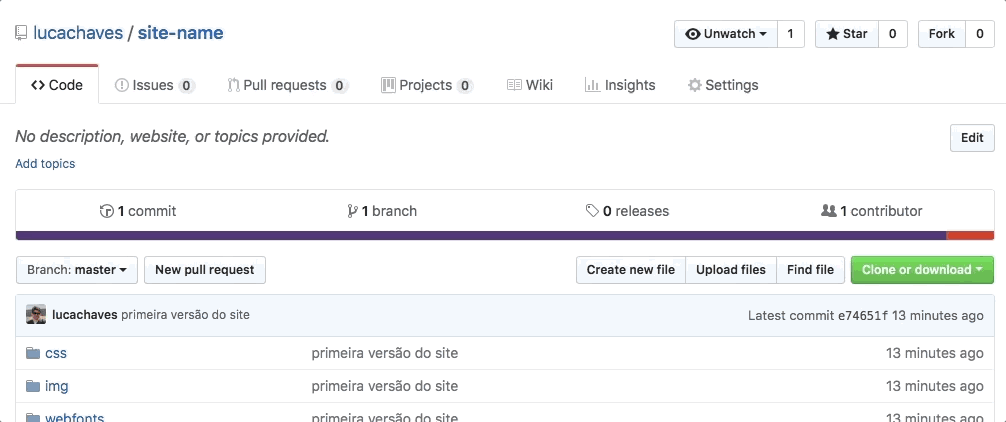 lucachaves / site-name
Unwatch 1 Star 0 Fork 0
Code Issues 0 Pull requests 0 Projects 0 Wiki Insights Settings
No description, website, or topics provided. Edit
Add topics
1 commit 1 branch 0 releases 1 contributor
Branch: master New pull request Create new file Upload files Find file Clone or download
lucachaves primeira versão do site Latest commit e74651f 13 minutes ago
css primeira versão do site 13 minutes ago
img primeira versão do site 13 minutes ago
webfonts primeira versão do site 13 minutes ago